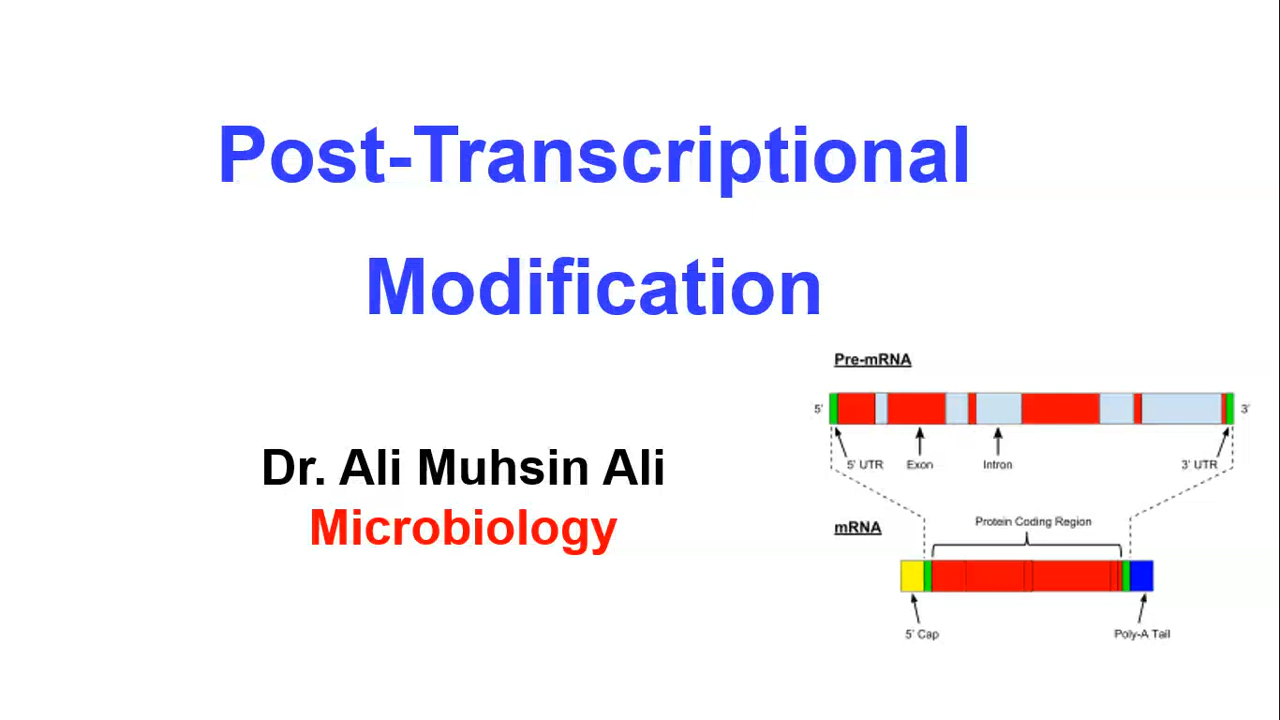 Post-Transcriptional
Modification
Dr. Ali Muhsin Ali
Microbiology
Pre-mRNA
5' 3'
5' UTR Exon Intron 3' UTR
mRNA
Protein Coding Region
5' Cap Poly-A Tail